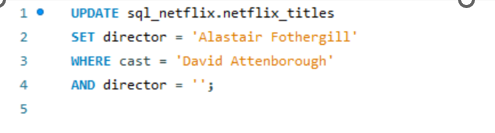 1 UPDATE sql_netflix.netflix_titles
2 SET director = 'Alastair Fothergill'
3 WHERE cast = 'David Attenborough'
4 AND director = '';
5